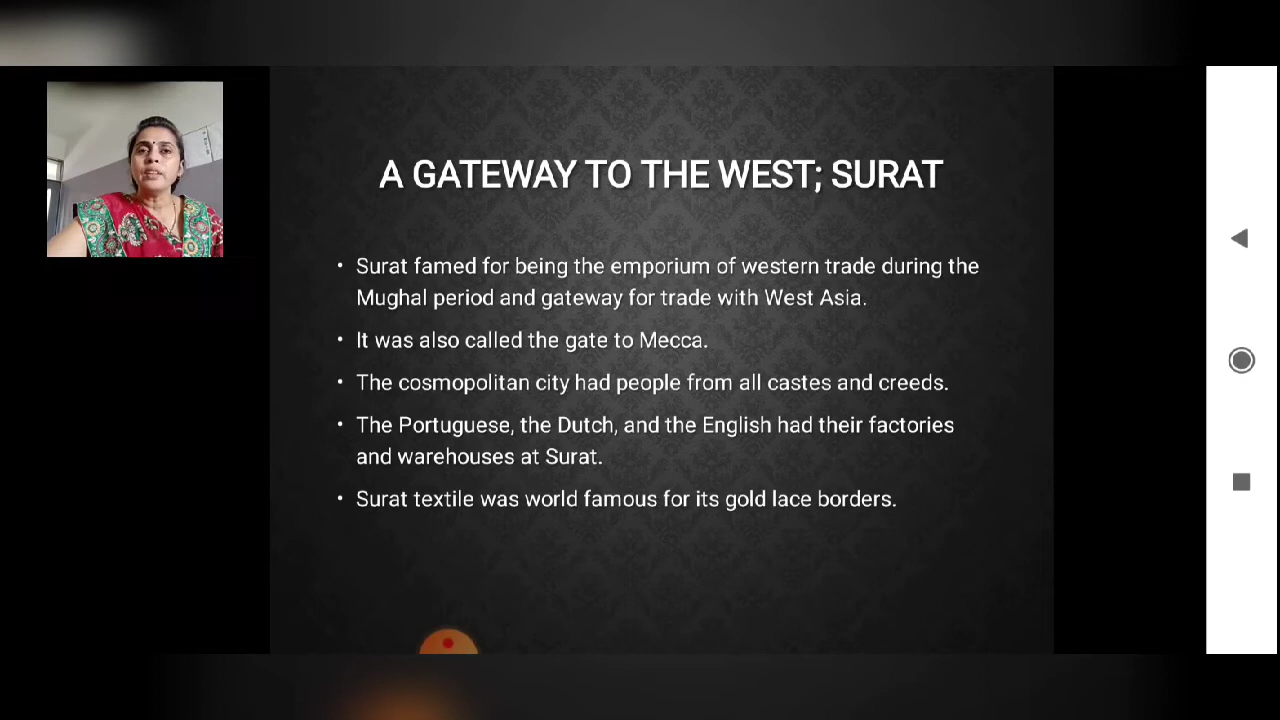 A GATEWAY TO THE WEST; SURAT
• Surat famed for being the emporium of western trade during the
Mughal period and gateway for trade with West Asia.
• It was also called the gate to Mecca.
• The cosmopolitan city had people from all castes and creeds.
• The Portuguese, the Dutch, and the English had their factories
and warehouses at Surat.
• Surat textile was world famous for its gold lace borders.